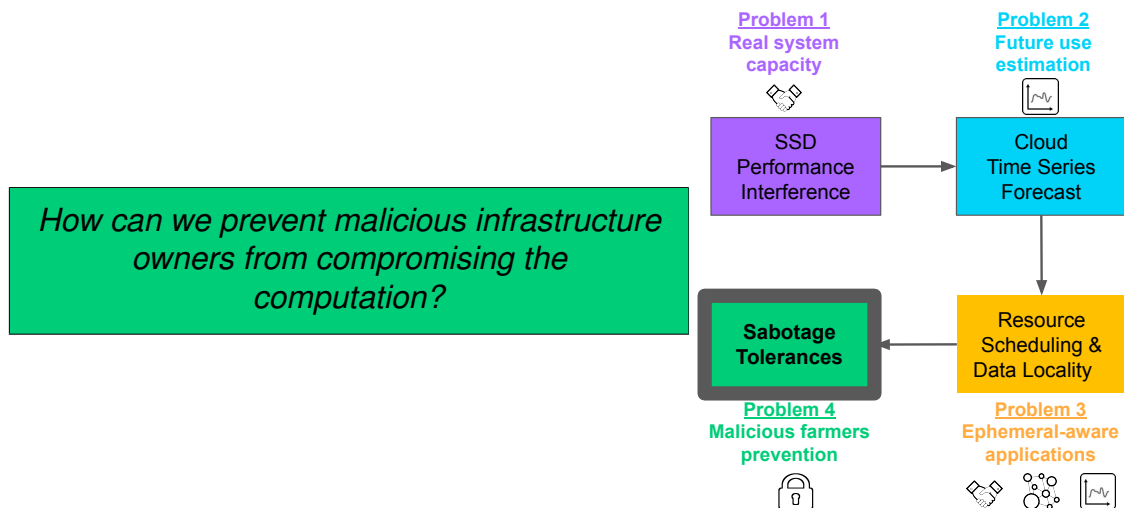 Problem 1
Real system
capacity
Problem 2
Future use
estimation
SSD
Performance
Interference
Cloud
Time Series
Forecast
How can we prevent malicious infrastructure
owners from compromising the
computation?
Sabotage
Tolerances
Resource
Scheduling &
Data Locality
Problem 4
Malicious farmers
prevention
Problem 3
Ephemeral-aware
applications